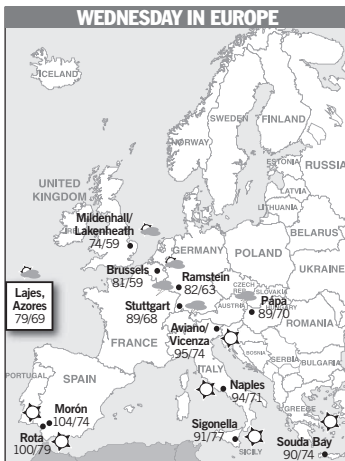 WEDNESDAY IN EUROPE
ICELAND
SWEDEN
FINLAND
NORWAY
ESTONIA
RUSSIA
LATVIA
LITHUANIA
UNITED
KINGDOM
BELARUS
Mildenhall/
Lakenheath
74/59
GERMANY
POLAND
UKRAINE
Brussels
81/59
Ramstein
82/63
Lajes,
Azores
79/69
CZECH
REP.
SLOVAKIA
Stuttgart
89/68
AUSTRIA
Pápa
89/70
HUNGARY
ROMANIA
FRANCE
Aviano/
Vicenza
95/74
BOSNIA
SERBIA
BULGARIA
ITALY
PORTUGAL
SPAIN
Naples
94/71
Morón
104/74
GREECE
Rota
100/79
Sigonella
91/77
SICILY
Souda Bay
90/74